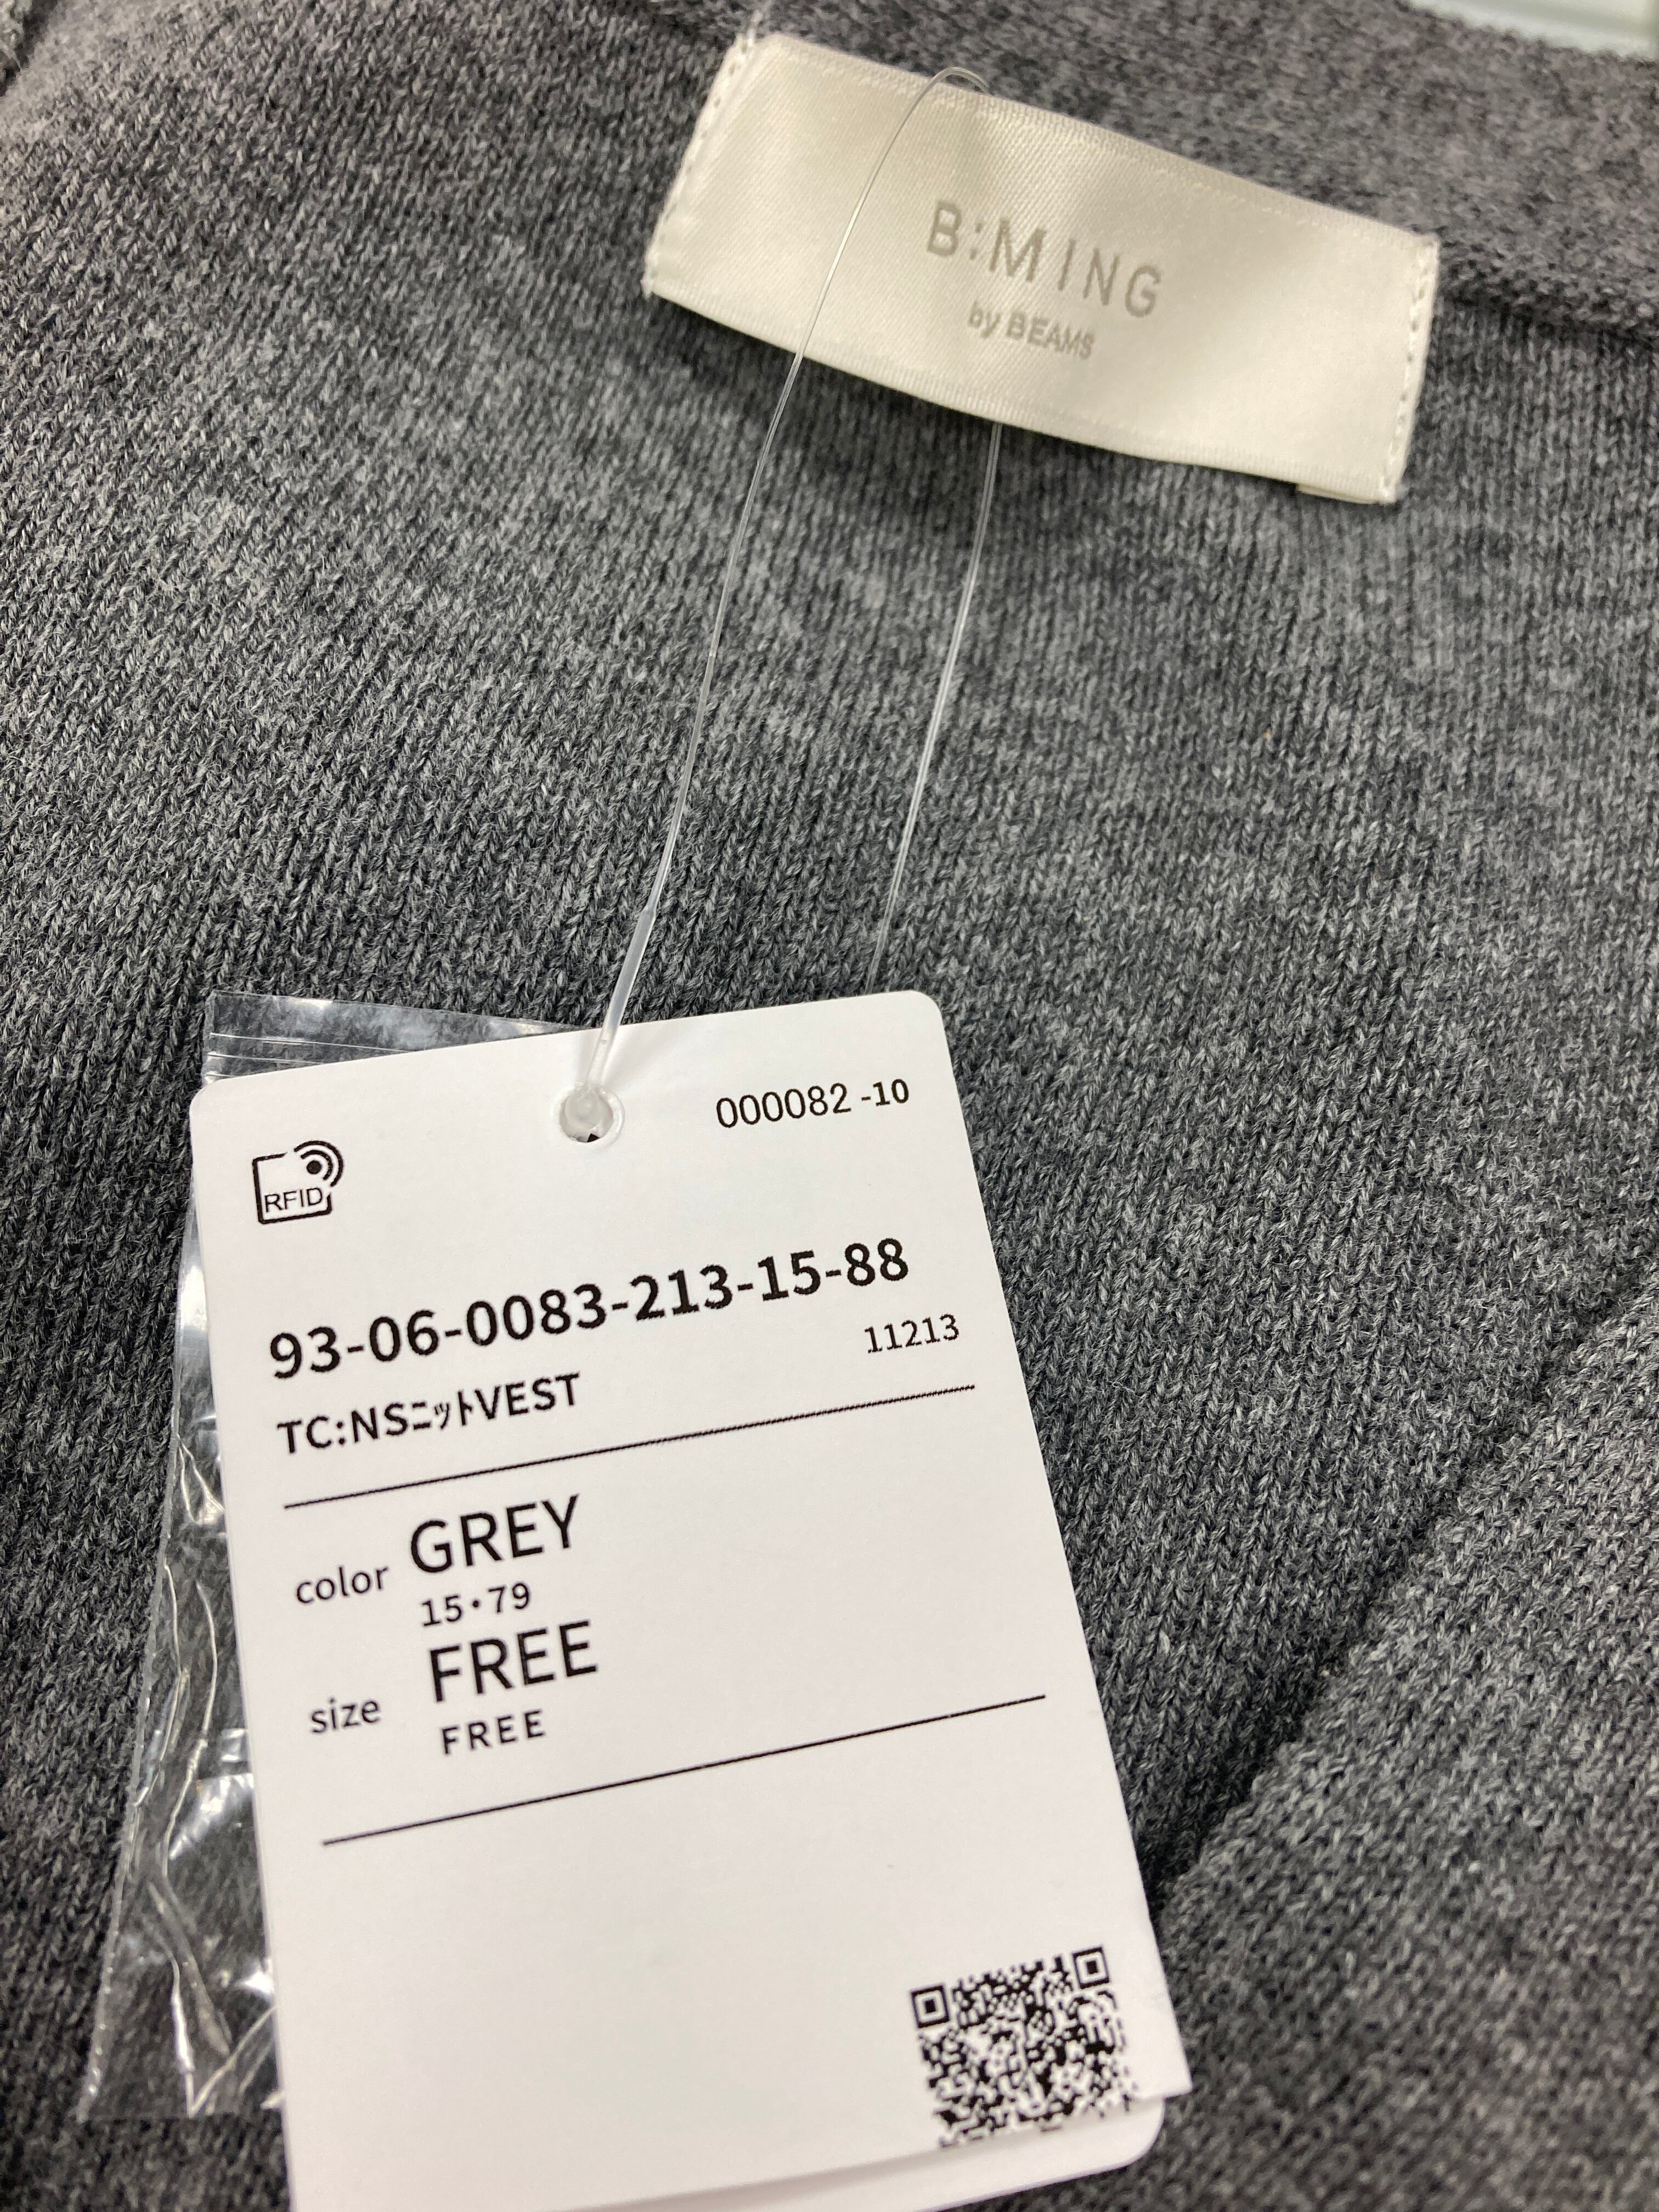 B:MING
by BEAMS
000082 -10
RFID
93-06-0083-213-15-88
11213
TC:NSﾆｯﾄVEST
color GREY
15・79
size FREE
FREE